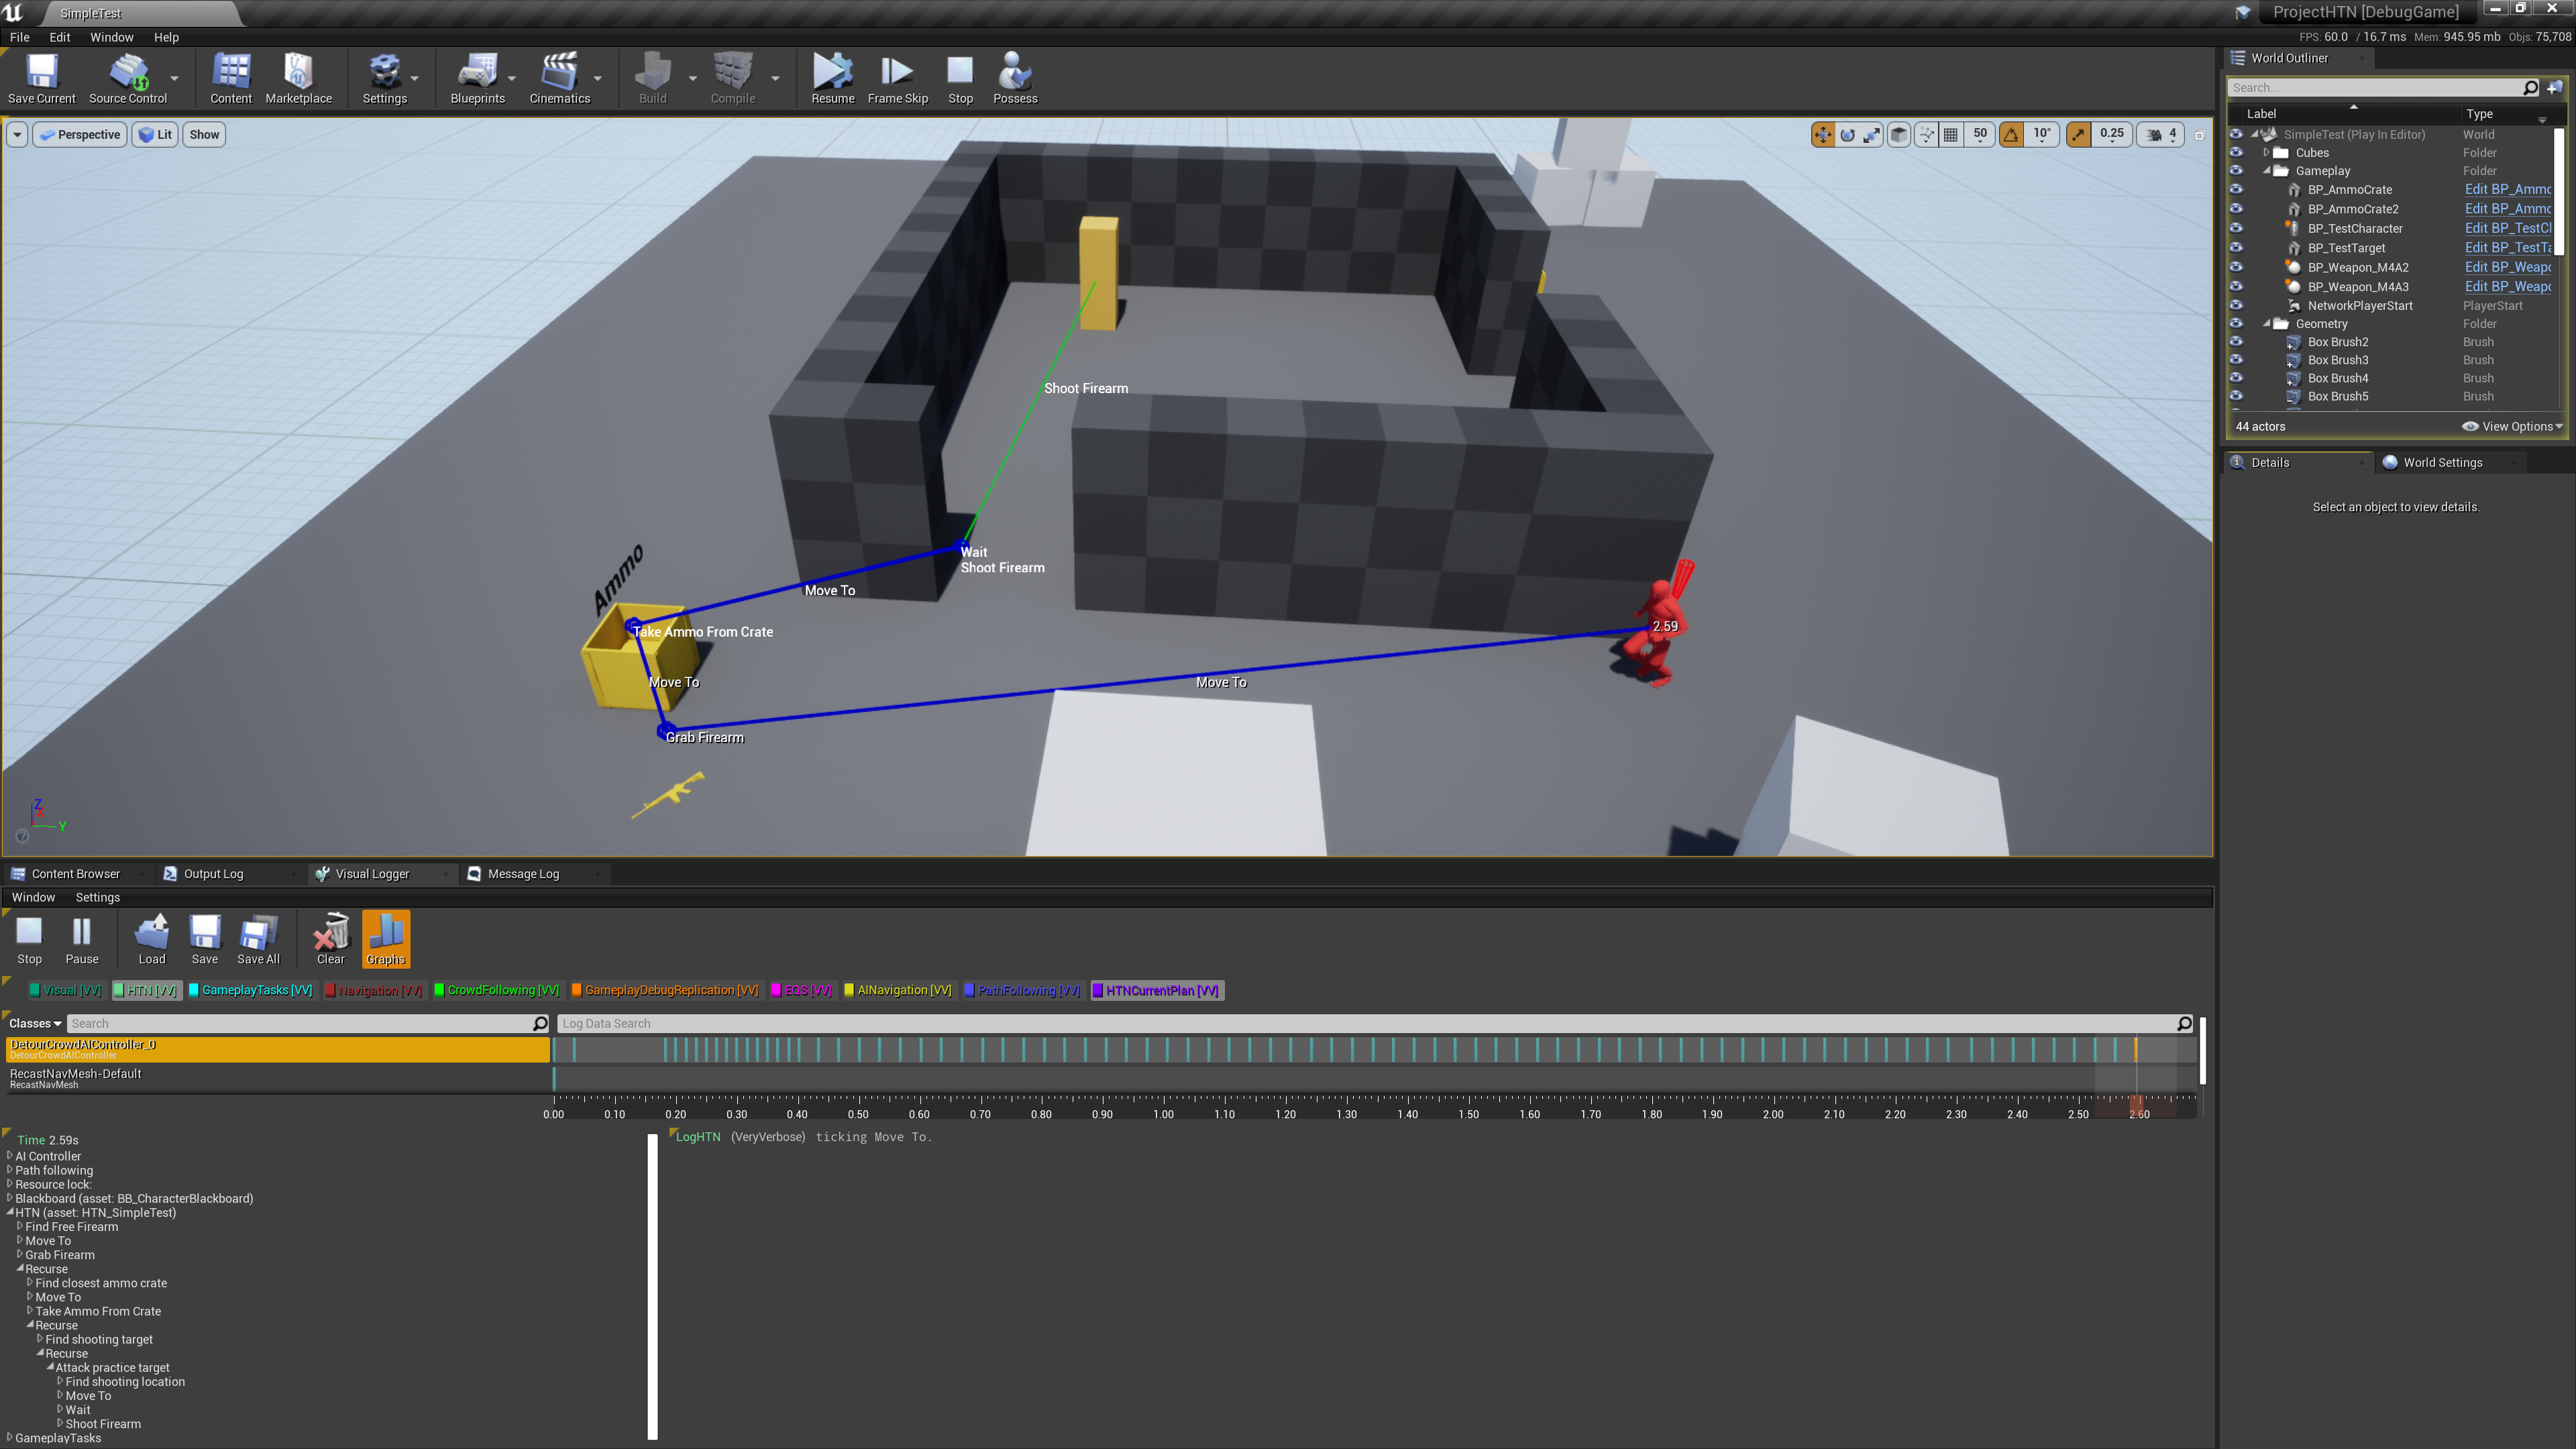 SimpleTest
ProjectHTN [DebugGame]
File Edit Window Help
FPS: 60.0 / 16.7 ms Mem: 945.95 mb Objs: 75,708
Save Current Source Control Content Marketplace Settings Blueprints Cinematics Build Compile Resume Frame Skip Stop Possess
Perspective Lit Show
50 10° 0.25 4
Shoot Firearm
Wait
Shoot Firearm
Ammo
Move To
Take Ammo From Crate
2.59
Move To
Move To
Grab Firearm
Z
X
Y
World Outliner
Search...
Label Type
SimpleTest (Play In Editor) World
Cubes Folder
Gameplay Folder
BP_AmmoCrate Edit BP_Ammo
BP_AmmoCrate2 Edit BP_Ammo
BP_TestCharacter Edit BP_TestCl
BP_TestTarget Edit BP_TestTa
BP_Weapon_M4A2 Edit BP_Weapo
BP_Weapon_M4A3 Edit BP_Weapo
NetworkPlayerStart PlayerStart
Geometry Folder
Box Brush2 Brush
Box Brush3 Brush
Box Brush4 Brush
Box Brush5 Brush
44 actors View Options
Details World Settings
Select an object to view details.
Content Browser Output Log Visual Logger Message Log
Window Settings
Stop Pause Load Save Save All Clear Graphs
Visual [VV] HTN [VV] GameplayTasks [VV] Navigation [VV] CrowdFollowing [VV] GameplayDebugReplication [VV] EQS [VV] AINavigation [VV] PathFollowing [VV] HTNCurrentPlan [VV]
Classes Search Log Data Search
DetourCrowdAIController_0
DetourCrowdAIController
RecastNavMesh-Default
RecastNavMesh
0.00 0.10 0.20 0.30 0.40 0.50 0.60 0.70 0.80 0.90 1.00 1.10 1.20 1.30 1.40 1.50 1.60 1.70 1.80 1.90 2.00 2.10 2.20 2.30 2.40 2.50 2.60
Time 2.59s
AI Controller
Path following
Resource lock:
Blackboard (asset: BB_CharacterBlackboard)
HTN (asset: HTN_SimpleTest)
Find Free Firearm
Move To
Grab Firearm
Recurse
Find closest ammo crate
Move To
Take Ammo From Crate
Recurse
Find shooting target
Recurse
Attack practice target
Find shooting location
Move To
Wait
Shoot Firearm
GameplayTasks
LogHTN (VeryVerbose) ticking Move To.